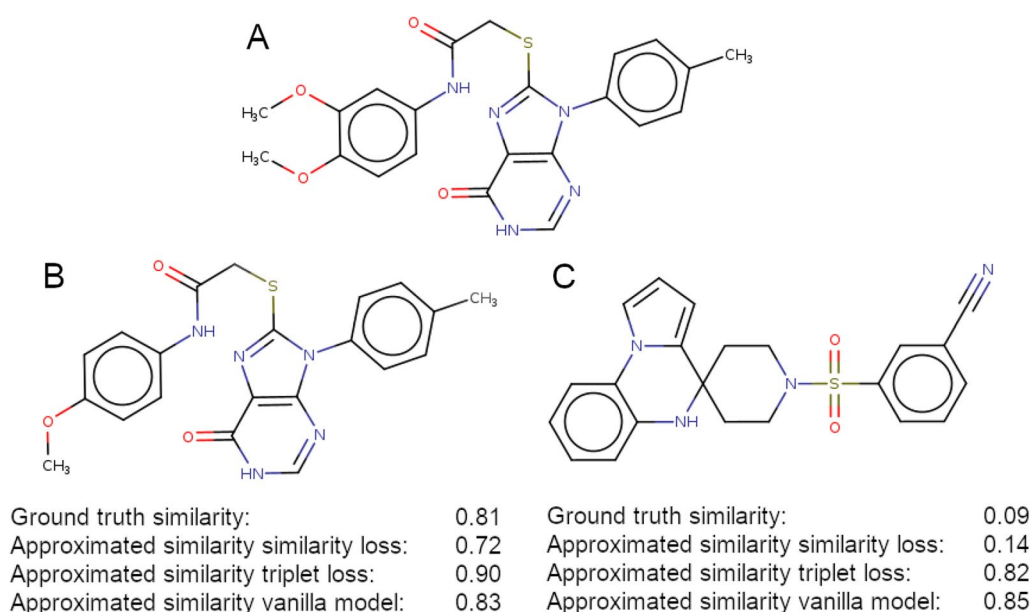 A
O
S
CH₃
NH
N
N
O
H₃C
H₃C
O
O
N
HN
B
O
S
CH₃
NH
N
N
O
CH₃
O
N
HN
C
N
N
O
N
S
O
NH
Ground truth similarity: 0.81
Approximated similarity similarity loss: 0.72
Approximated similarity triplet loss: 0.90
Approximated similarity vanilla model: 0.83
Ground truth similarity: 0.09
Approximated similarity similarity loss: 0.14
Approximated similarity triplet loss: 0.82
Approximated similarity vanilla model: 0.85